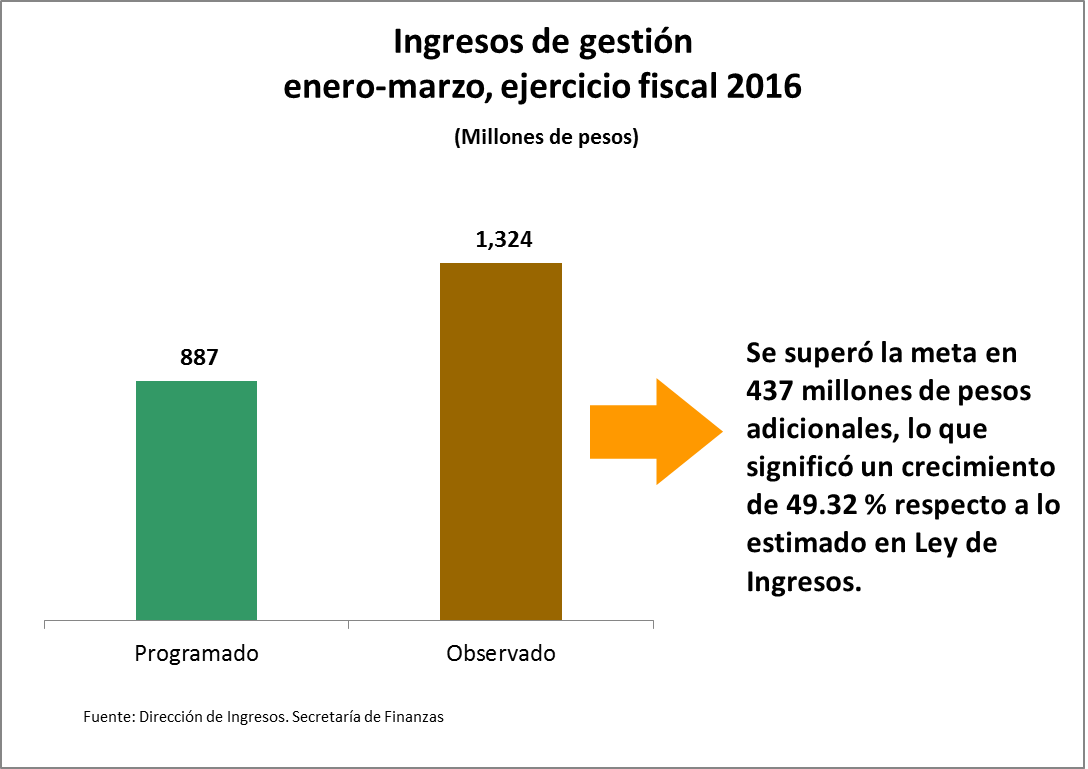 Ingresos de gestión
enero-marzo, ejercicio fiscal 2016
(Millones de pesos)
1,324
887
Se superó la meta en
437 millones de pesos
adicionales, lo que
significó un crecimiento
de 49.32 % respecto a lo
estimado en Ley de
Ingresos.
Programado
Observado
Fuente: Dirección de Ingresos. Secretaría de Finanzas